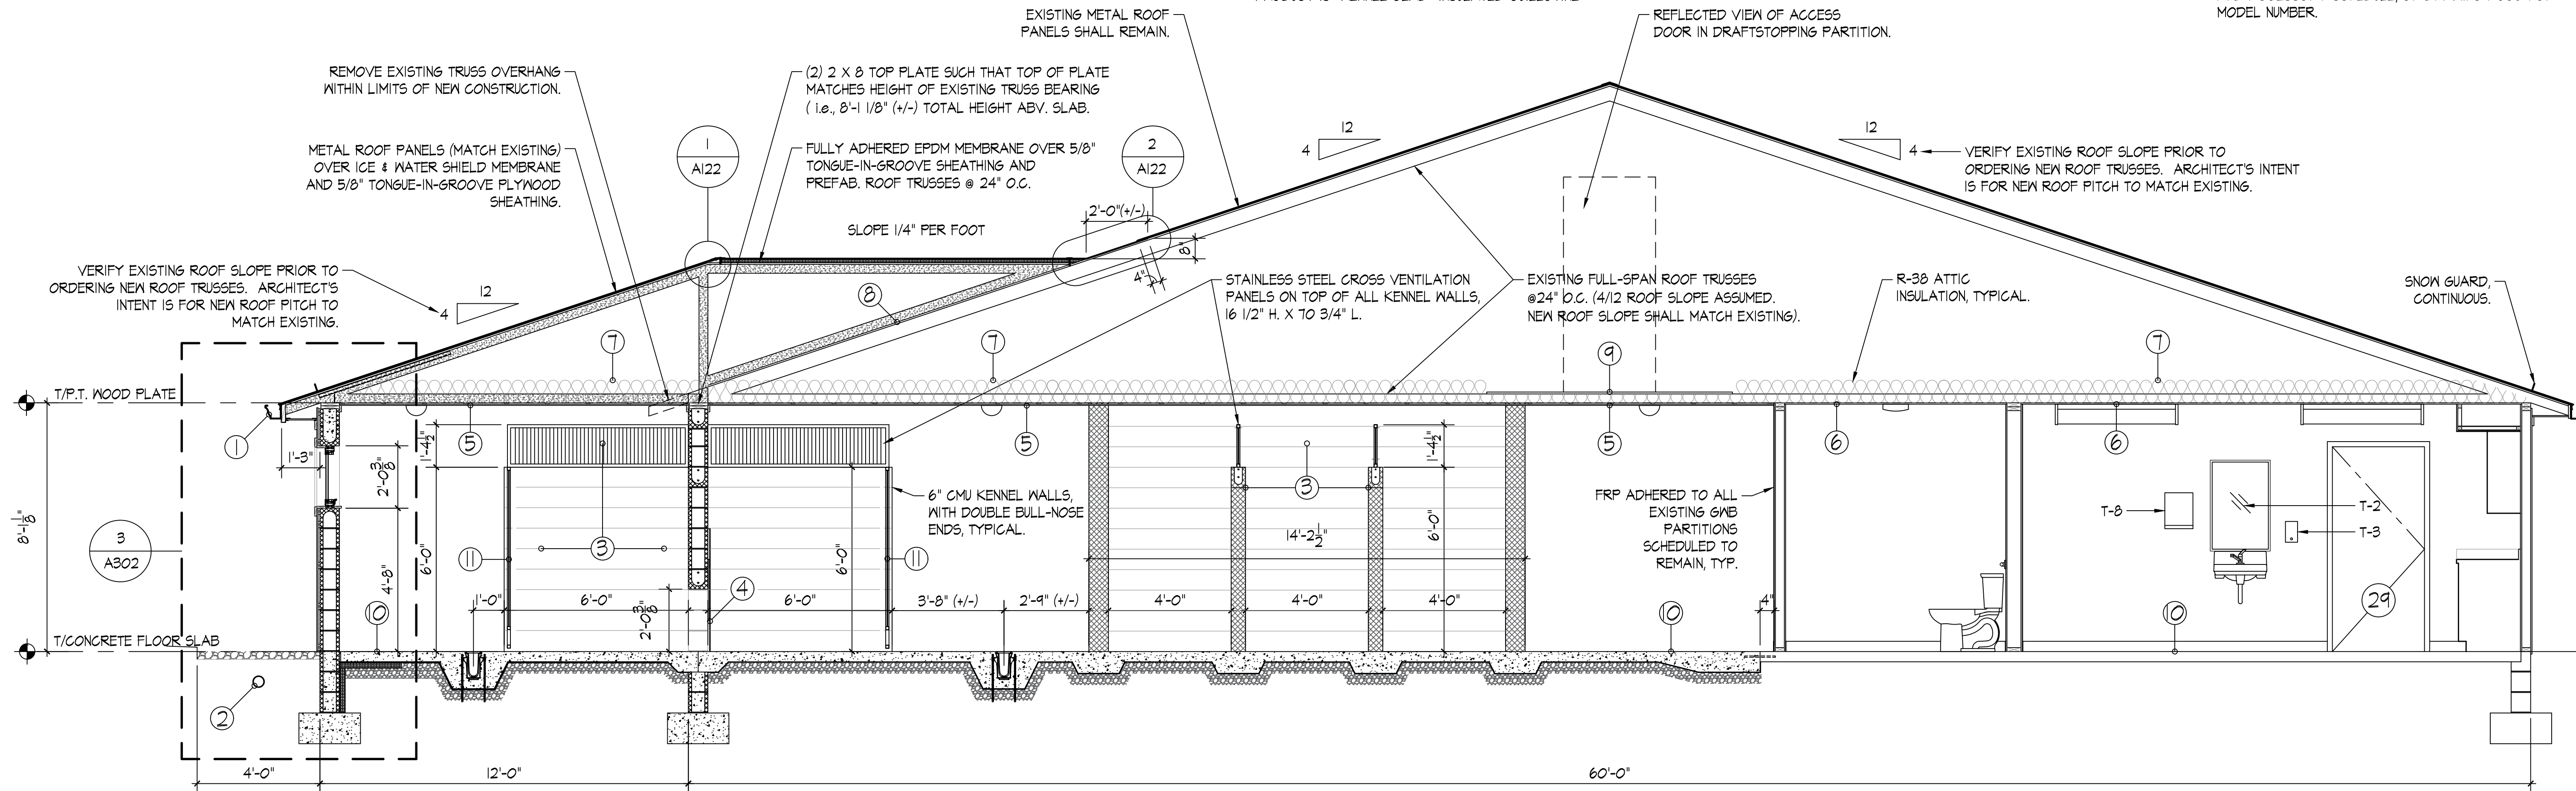 MODEL NUMBER.
EXISTING METAL ROOF
PANELS SHALL REMAIN.
REFLECTED VIEW OF ACCESS
DOOR IN DRAFTSTOPPING PARTITION.
REMOVE EXISTING TRUSS OVERHANG
WITHIN LIMITS OF NEW CONSTRUCTION.
(2) 2 X 8 TOP PLATE SUCH THAT TOP OF PLATE
MATCHES HEIGHT OF EXISTING TRUSS BEARING
( i.e., 8'-1 1/8" (+/-) TOTAL HEIGHT ABV. SLAB.
METAL ROOF PANELS (MATCH EXISTING)
OVER ICE & WATER SHIELD MEMBRANE
AND 5/8" TONGUE-IN-GROOVE PLYWOOD
SHEATHING.
1
A122
FULLY ADHERED EPDM MEMBRANE OVER 5/8"
TONGUE-IN-GROOVE SHEATHING AND
PREFAB. ROOF TRUSSES @ 24" O.C.
2
A122
12
4
12
4
VERIFY EXISTING ROOF SLOPE PRIOR TO
ORDERING NEW ROOF TRUSSES. ARCHITECT'S INTENT
IS FOR NEW ROOF PITCH TO MATCH EXISTING.
2'-0"(+/-)
SLOPE 1/4" PER FOOT
8"
4"
VERIFY EXISTING ROOF SLOPE PRIOR TO
ORDERING NEW ROOF TRUSSES. ARCHITECT'S
INTENT IS FOR NEW ROOF PITCH TO
MATCH EXISTING.
12
4
8
STAINLESS STEEL CROSS VENTILATION
PANELS ON TOP OF ALL KENNEL WALLS,
16 1/2" H. X 70 3/4" L.
EXISTING FULL-SPAN ROOF TRUSSES
@24" O.C. (4/12 ROOF SLOPE ASSUMED.
NEW ROOF SLOPE SHALL MATCH EXISTING).
R-38 ATTIC
INSULATION, TYPICAL.
SNOW GUARD,
CONTINUOUS.
7
7
9
7
T/P.T. WOOD PLATE
1
5
5
5
6
6
1'-3"
2'-0 3/8"
1'-4 1/2"
3
1'-4 1/2"
3
6" CMU KENNEL WALLS,
WITH DOUBLE BULL-NOSE
ENDS, TYPICAL.
FRP ADHERED TO ALL
EXISTING GWB
PARTITIONS
SCHEDULED TO
REMAIN, TYP.
T-8
T-2
T-3
8'-1 1/8"
3
A302
4'-8"
6'-0"
11
3
6'-0"
11
14'-2 1/2"
6'-0"
4
29
10
1'-0"
6'-0"
2'-0 3/8"
6'-0"
3'-8" (+/-)
2'-9" (+/-)
4'-0"
4'-0"
4'-0"
4"
10
10
T/CONCRETE FLOOR SLAB
2
4'-0"
12'-0"
60'-0"